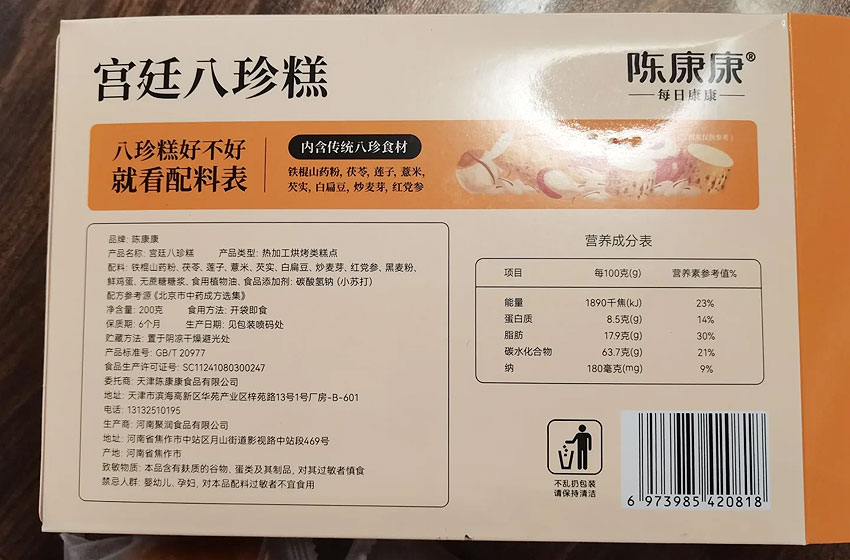 宫廷八珍糕
陈康康®
每日康康
八珍糕好不好
就看配料表
内含传统八珍食材
铁棍山药粉, 茯苓, 莲子, 薏米,
芡实, 白扁豆, 炒麦芽, 红党参
品牌: 陈康康
产品名称: 宫廷八珍糕 产品类型: 热加工烘烤类糕点
配料: 铁棍山药粉、茯苓、莲子、薏米、芡实、白扁豆、炒麦芽、红党参、黑麦粉、
鲜鸡蛋、无蔗糖糖浆、食用植物油、食品添加剂: 碳酸氢钠 (小苏打)
配方参考源《北京市中药成方选集》
净含量: 200克 食用方法: 开袋即食
保质期: 6个月 生产日期: 见包装喷码处
贮藏方法: 置于阴凉干燥避光处
产品标准号: GB/T 20977
食品生产许可证号: SC11241080300247
委托商: 天津陈康康食品有限公司
地址: 天津市滨海高新区华苑产业区梓苑路13号1号厂房-B-601
电话: 13132510195
生产商: 河南聚润食品有限公司
地址: 河南省焦作市中站区月山街道影视路中站段469号
产地: 河南省焦作市
致敏物质: 本品含有麸质的谷物、蛋类及其制品, 对其过敏者慎食
禁忌人群: 婴幼儿, 孕妇, 对本品配料过敏者不宜食用
营养成分表
项目 每100克(g) 营养素参考值%
能量 1890千焦(kJ) 23%
蛋白质 8.5克(g) 14%
脂肪 17.9克(g) 30%
碳水化合物 63.7克(g) 21%
纳 180毫克(mg) 9%
不乱扔包装
请保持清洁
6 973985 420818